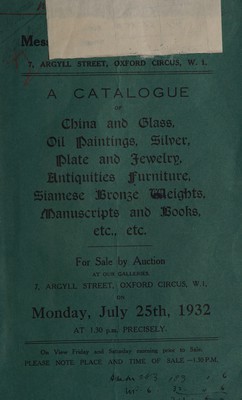 Mess
7, ARGYLL STREET, OXFORD CIRCUS, W. 1.
A CATALOGUE
OF
China and Glass,
Oil Paintings, Silver,
Plate and Jewelry,
Antiquities Furniture,
Siamese Bronze Weights,
Manuscripts and Books,
etc., etc.
For Sale by Auction
AT OUR GALLERIES
7, ARGYLL STREET, OXFORD CIRCUS, W. 1.
ON
Monday, July 25th, 1932
AT 1.30 p.m. PRECISELY
On View Friday and Saturday morning prior to Sale.
PLEASE NOTE PLACE AND TIME OF SALE —1.30 P.M.